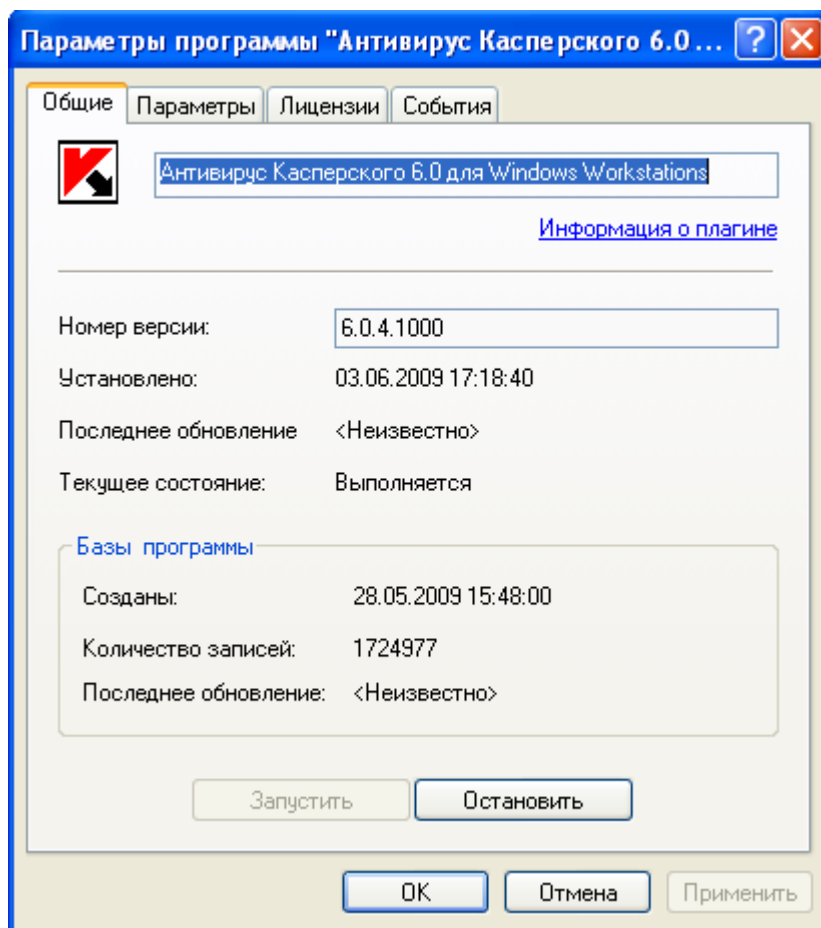 Параметры программы "Антивирус Касперского 6.0 ...
Общие Параметры Лицензии События
Антивирус Касперского 6.0 для Windows Workstations
Информация о плагине
Номер версии: 6.0.4.1000
Установлено: 03.06.2009 17:18:40
Последнее обновление <Неизвестно>
Текущее состояние: Выполняется
Базы программы
Созданы: 28.05.2009 15:48:00
Количество записей: 1724977
Последнее обновление: <Неизвестно>
Запустить Остановить
ОК Отмена Применить